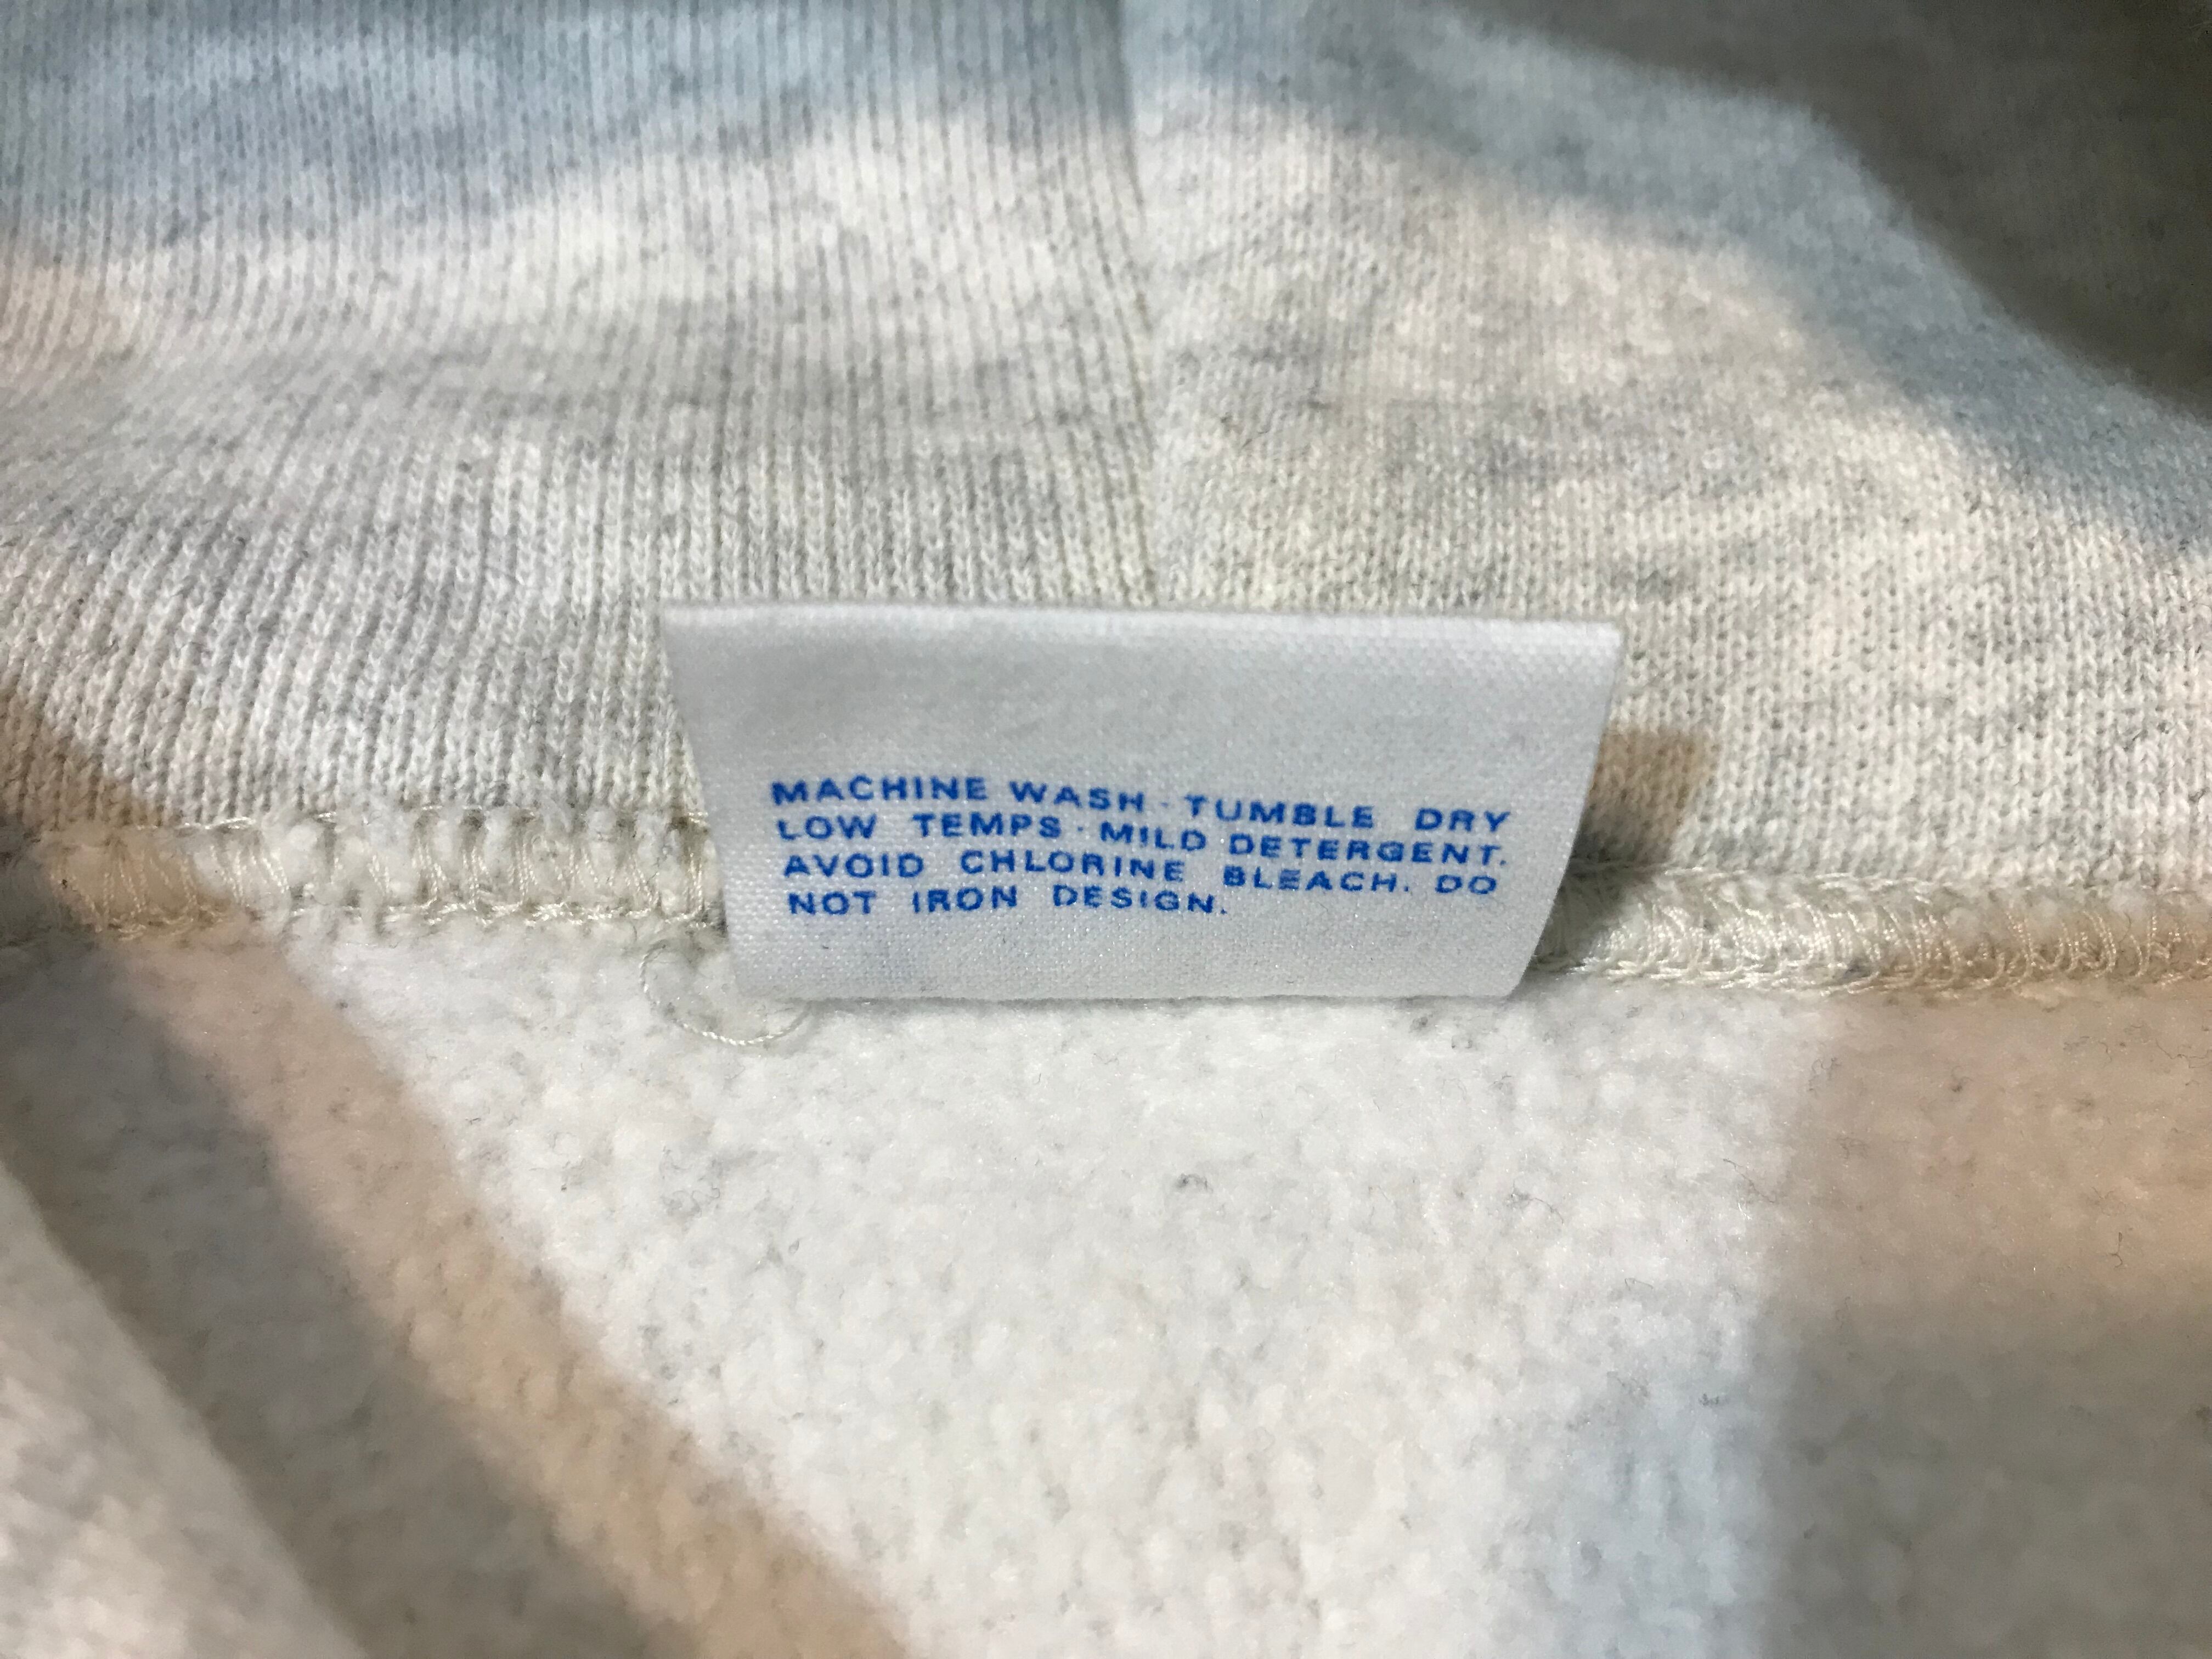 MACHINE WASH · TUMBLE DRY
LOW TEMPS · MILD DETERGENT.
AVOID CHLORINE BLEACH. DO
NOT IRON DESIGN.